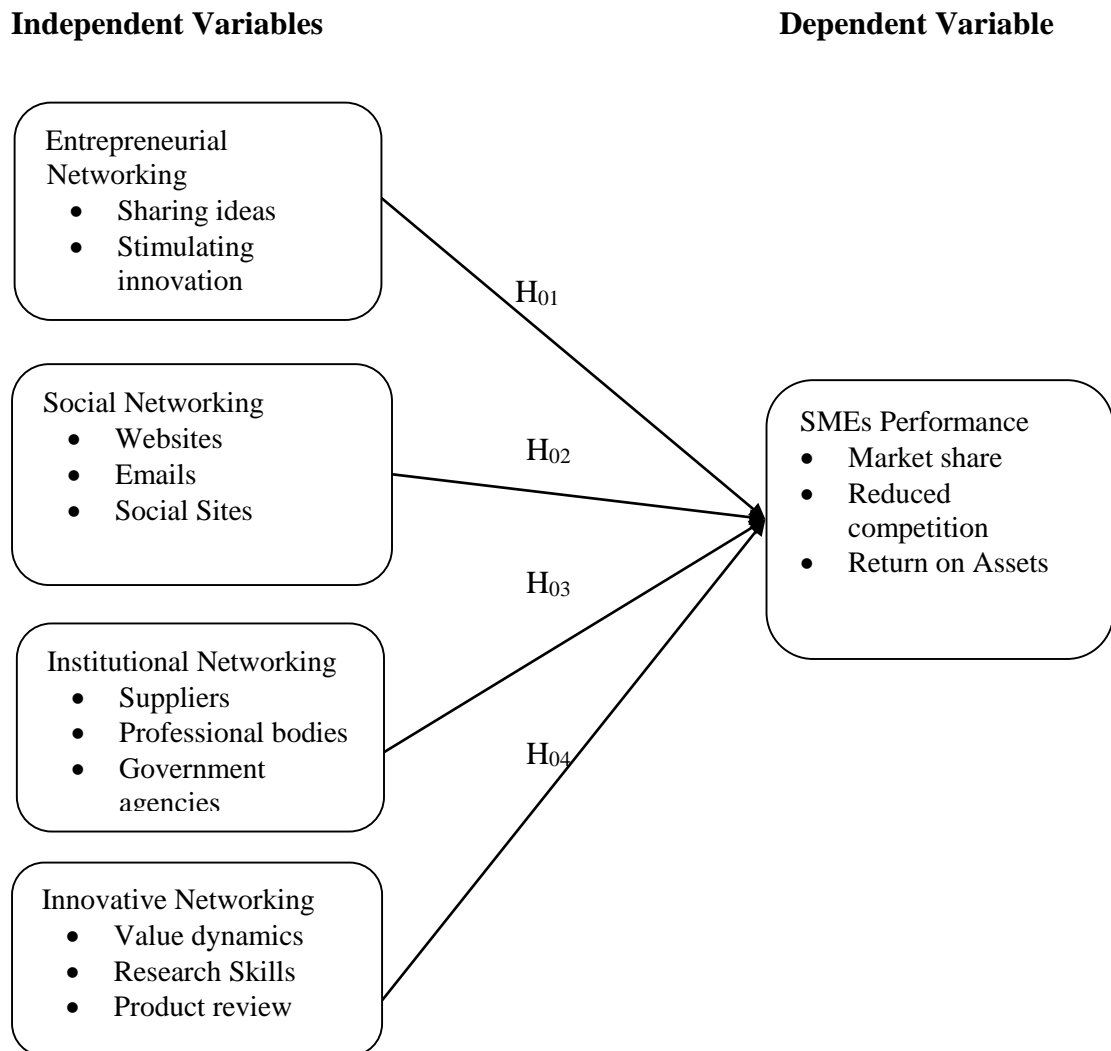 Independent Variables
Dependent Variable
Entrepreneurial
Networking
• Sharing ideas
• Stimulating
innovation
H01
Social Networking
• Websites
• Emails
• Social Sites
H02
SMEs Performance
• Market share
• Reduced
competition
• Return on Assets
H03
Institutional Networking
• Suppliers
• Professional bodies
• Government
agencies
H04
Innovative Networking
• Value dynamics
• Research Skills
• Product review